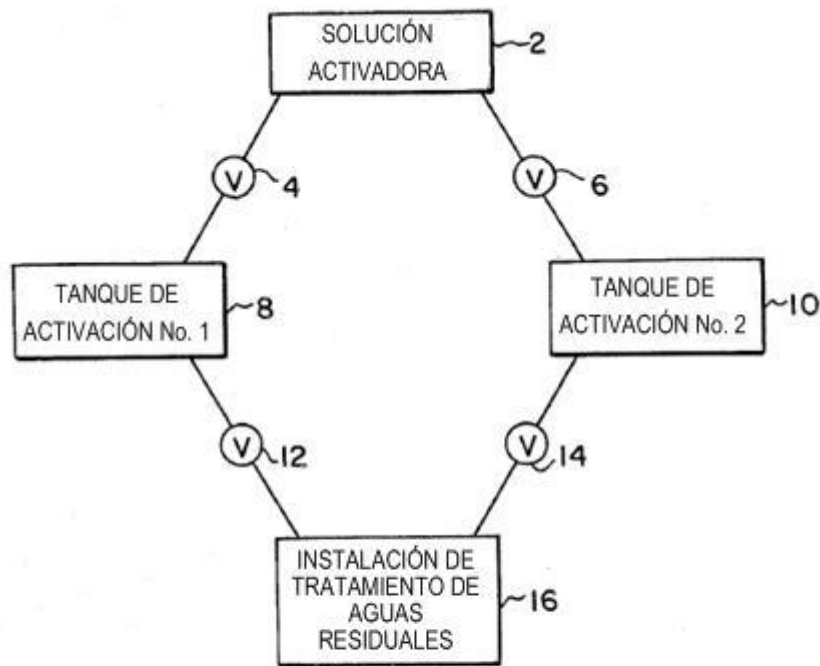 SOLUCIÓN
ACTIVADORA
2
V
4
V
6
TANQUE DE
ACTIVACIÓN No. 1
8
TANQUE DE
ACTIVACIÓN No. 2
10
V
12
V
14
INSTALACIÓN DE
TRATAMIENTO DE
AGUAS
RESIDUALES
16